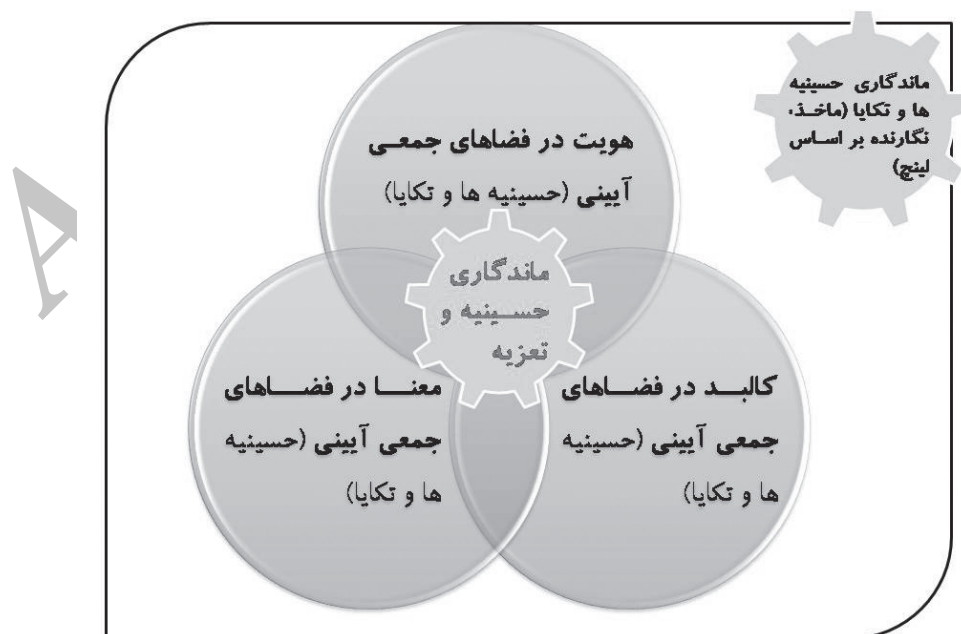 ماندگاری حسینیه
ها و تکایا (ماخذ:
نگارنده بر اساس
لینچ)
هویت در فضاهای جمعی
آیینی (حسینیه ها و تکایا)
ماندگاری
حسینیه و
تعزیه
کالبد در فضاهای
جمعی آیینی (حسینیه
ها و تکایا)
معنا در فضاهای
جمعی آیینی (حسینیه
ها و تکایا)
A